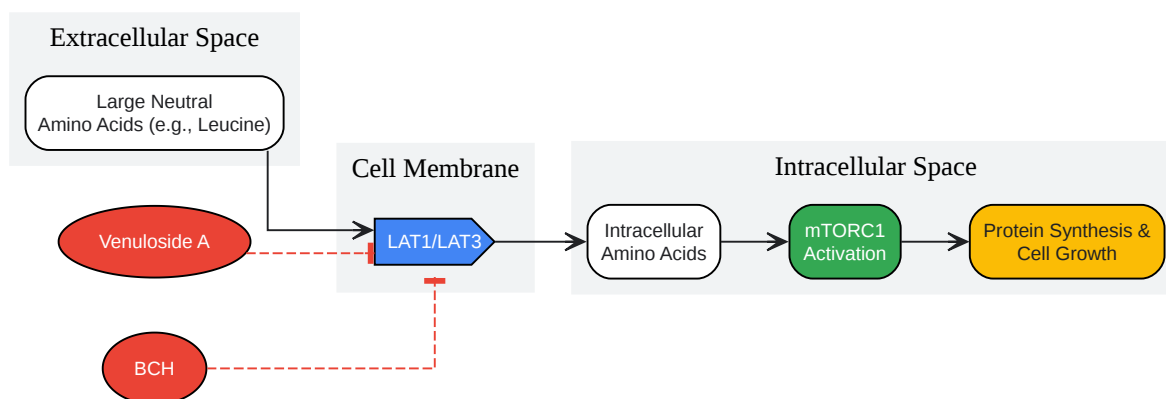 Extracellular Space
Large Neutral
Amino Acids (e.g., Leucine)
Cell Membrane
Intracellular Space
Venuloside A
LAT1/LAT3
Intracellular
Amino Acids
mTORC1
Activation
Protein Synthesis &
Cell Growth
BCH